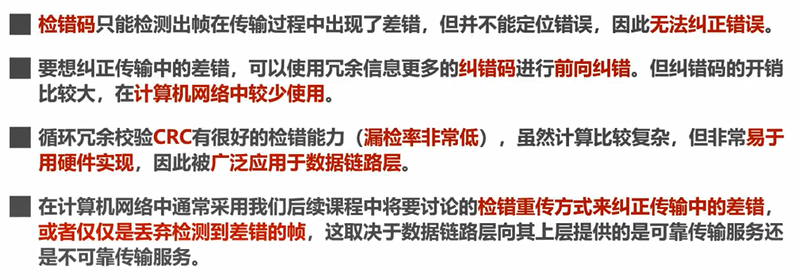 检错码只能检测出帧在传输过程中出现了差错，但并不能定位错误，因此无法纠正错误。
要想纠正传输中的差错，可以使用冗余信息更多的纠错码进行前向纠错。但纠错码的开销
比较大，在计算机网络中较少使用。
循环冗余校验CRC有很好的检错能力（漏检率非常低），虽然计算比较复杂，但非常易于
用硬件实现，因此被广泛应用于数据链路层。
在计算机网络中通常采用我们后续课程中将要讨论的检错重传方式来纠正传输中的差错，
或者仅仅是丢弃检测到差错的帧，这取决于数据链路层向其上层提供的是可靠传输服务还
是不可靠传输服务。